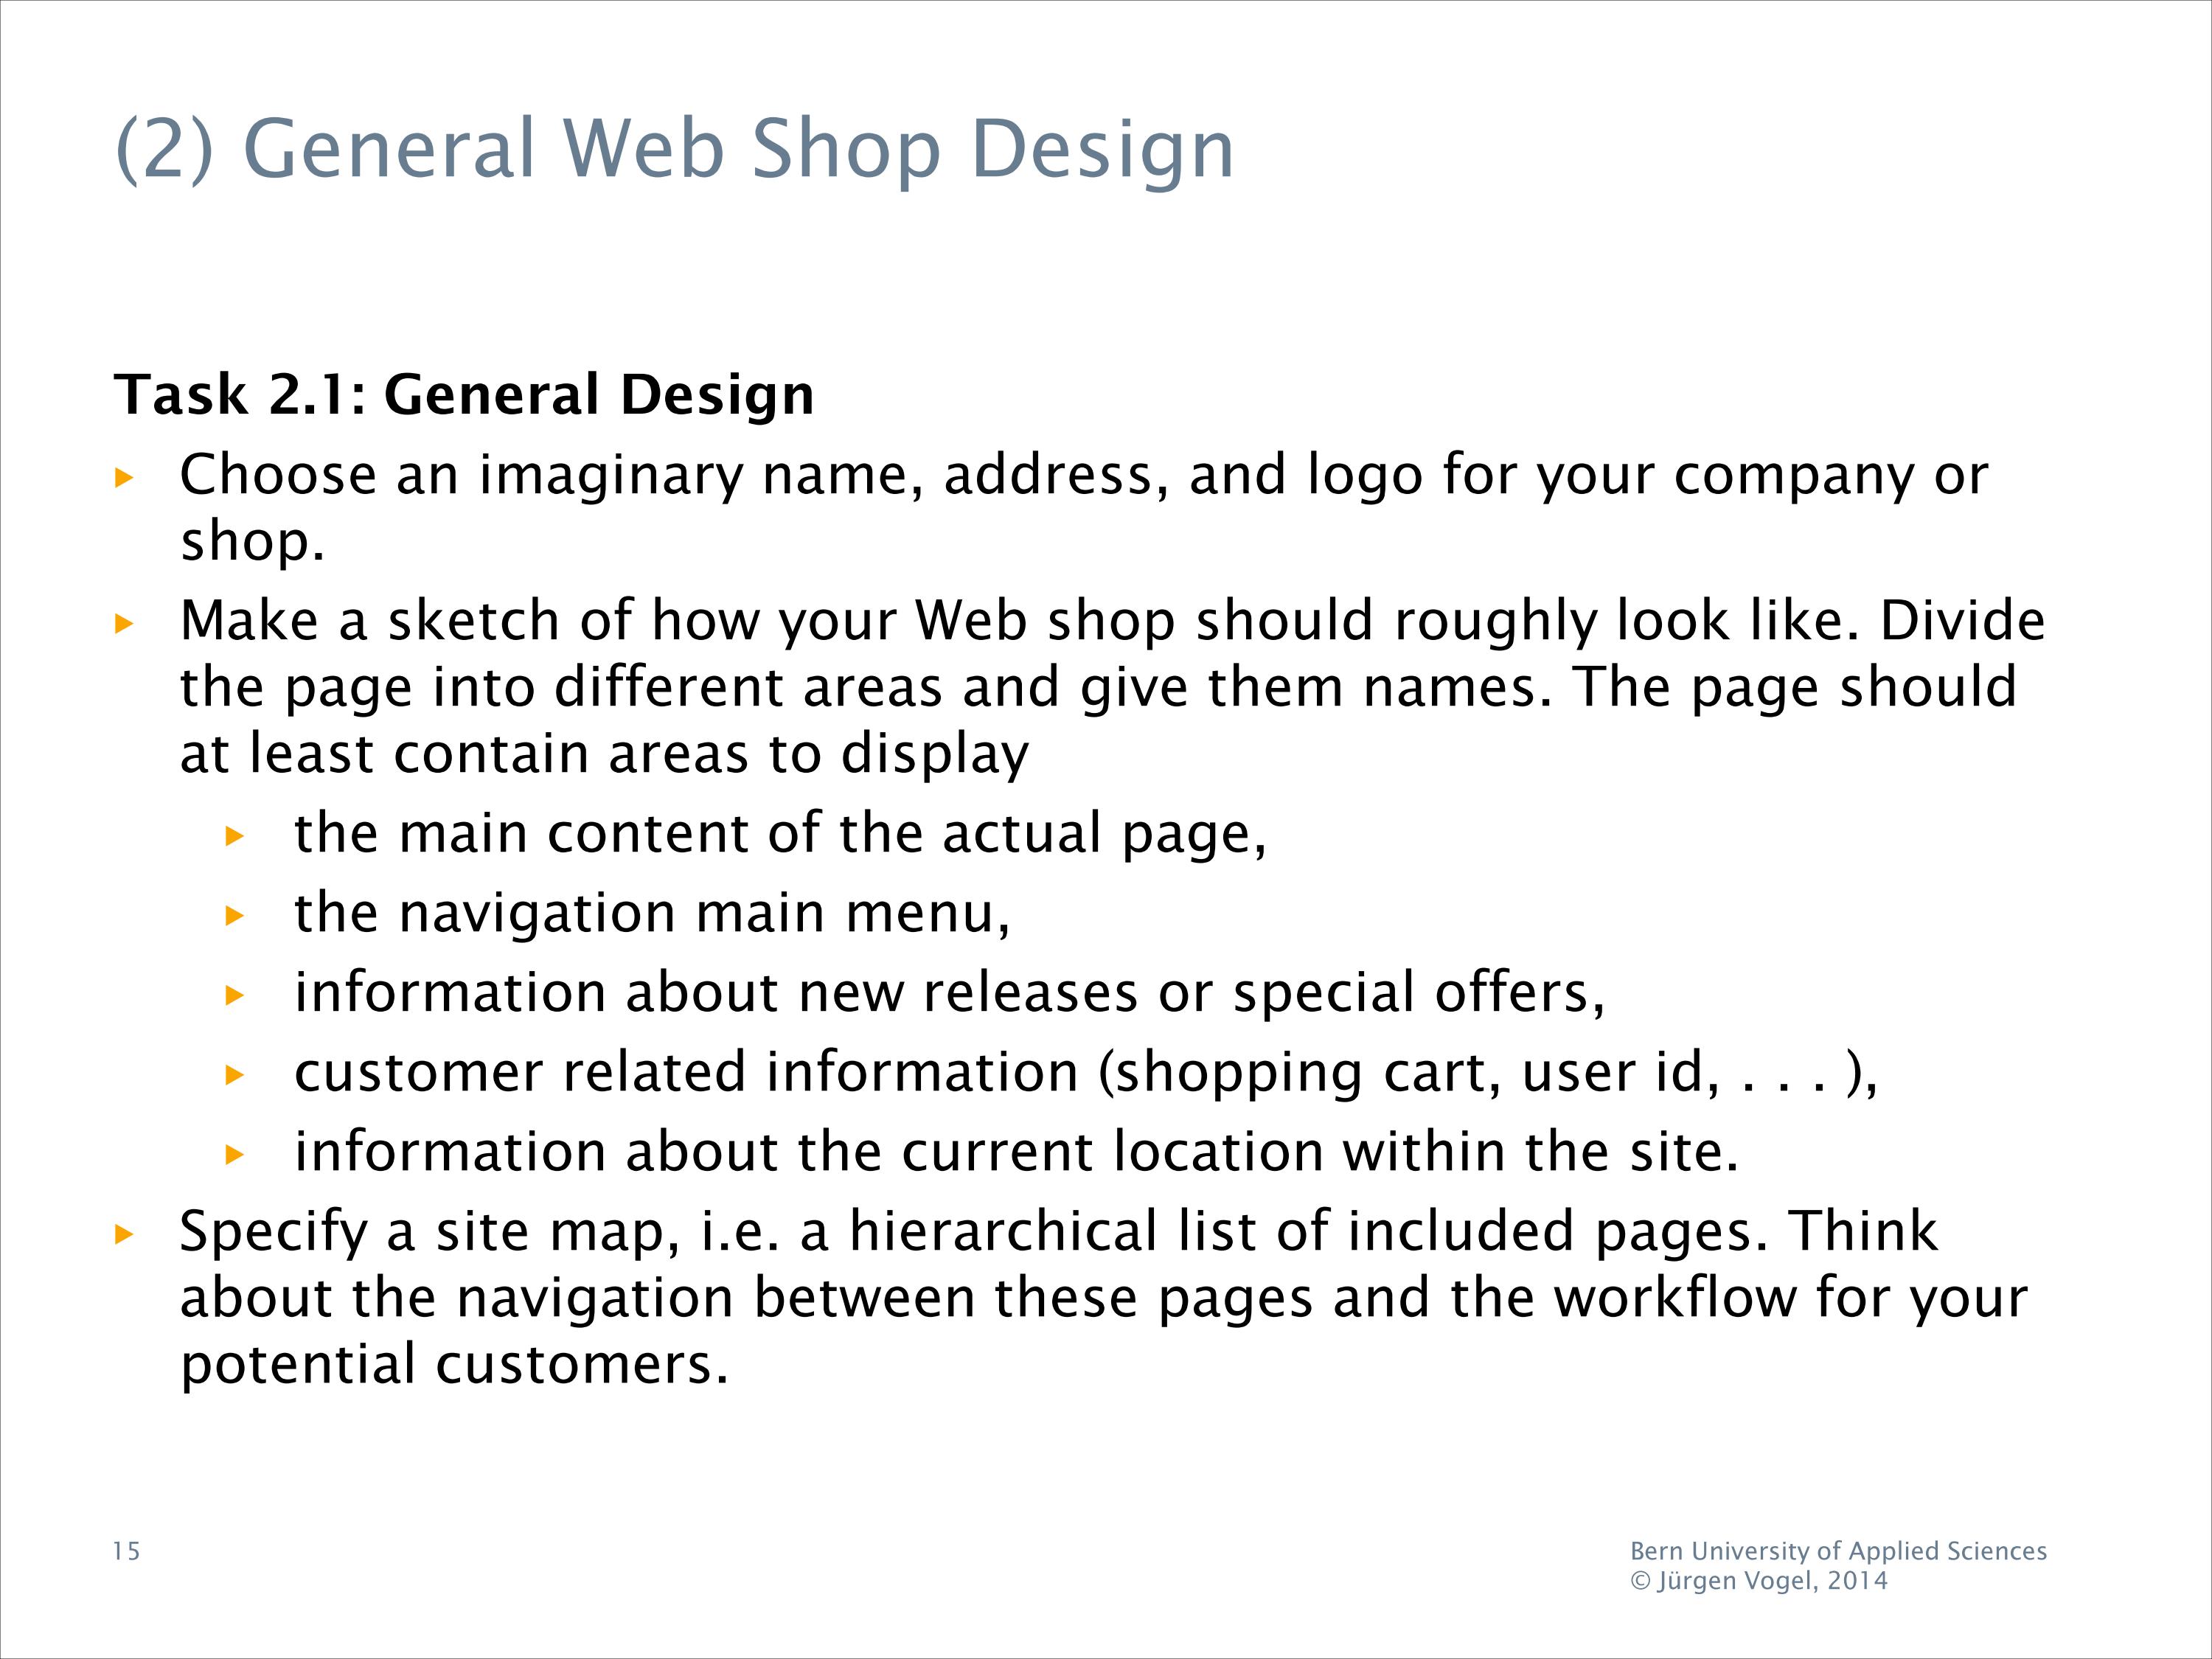 (2) General Web Shop Design
Task 2.1: General Design
▸ Choose an imaginary name, address, and logo for your company or
shop.
▸ Make a sketch of how your Web shop should roughly look like. Divide
the page into different areas and give them names. The page should
at least contain areas to display
▸ the main content of the actual page,
▸ the navigation main menu,
▸ information about new releases or special offers,
▸ customer related information (shopping cart, user id, . . . ),
▸ information about the current location within the site.
▸ Specify a site map, i.e. a hierarchical list of included pages. Think
about the navigation between these pages and the workflow for your
potential customers.
15
Bern University of Applied Sciences
© Jürgen Vogel, 2014